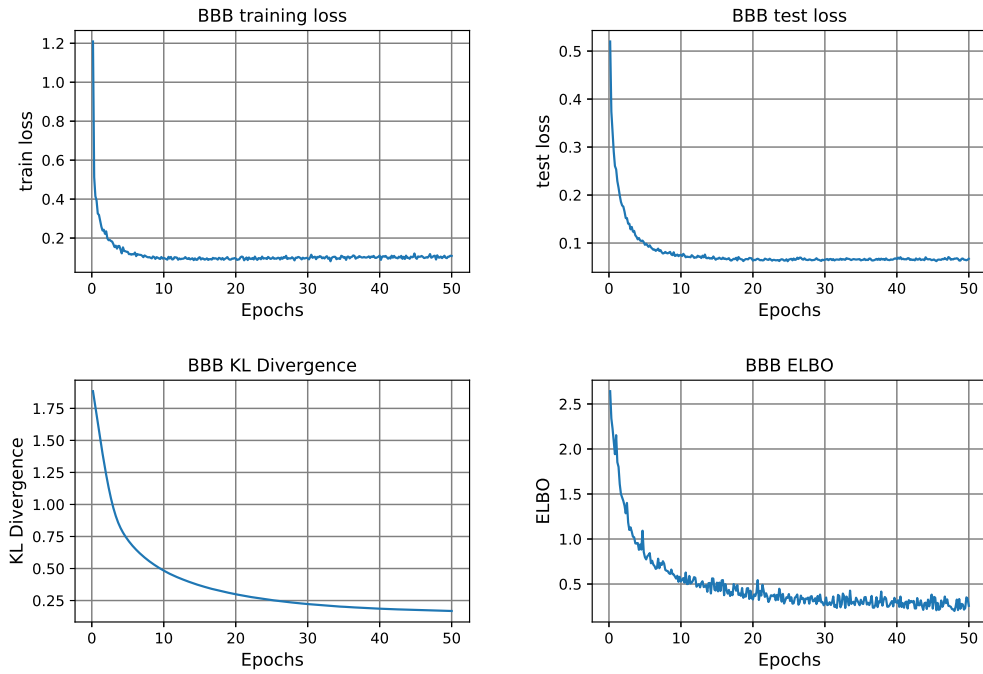 BBB training loss
train loss
1.2
1.0
0.8
0.6
0.4
0.2
0 10 20 30 40 50
Epochs
BBB test loss
test loss
0.5
0.4
0.3
0.2
0.1
0 10 20 30 40 50
Epochs
BBB KL Divergence
KL Divergence
1.75
1.50
1.25
1.00
0.75
0.50
0.25
0 10 20 30 40 50
Epochs
BBB ELBO
ELBO
2.5
2.0
1.5
1.0
0.5
0 10 20 30 40 50
Epochs